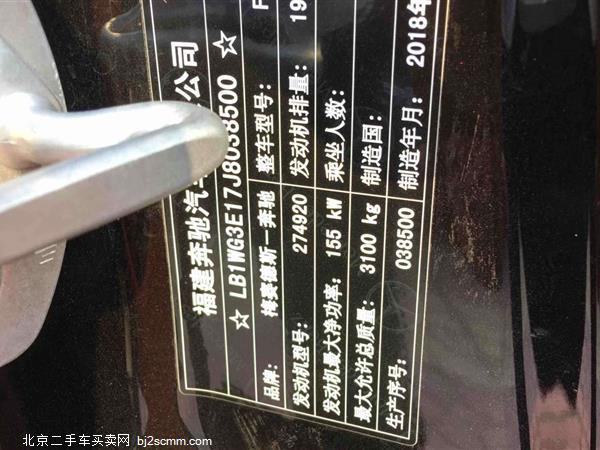 福建奔驰汽车 公司
☆ LB1WG3E17J8038500 ☆
品牌: 梅赛德斯－奔驰 整车型号:
发动机型号: 274920 发动机排量: 19
发动机最大净功率: 155 kW 乘坐人数:
最大允许总质量: 3100 kg 制造国:
生产序号: 038500 制造年月: 2018年
北京二手车买卖网 bj2scmm.com